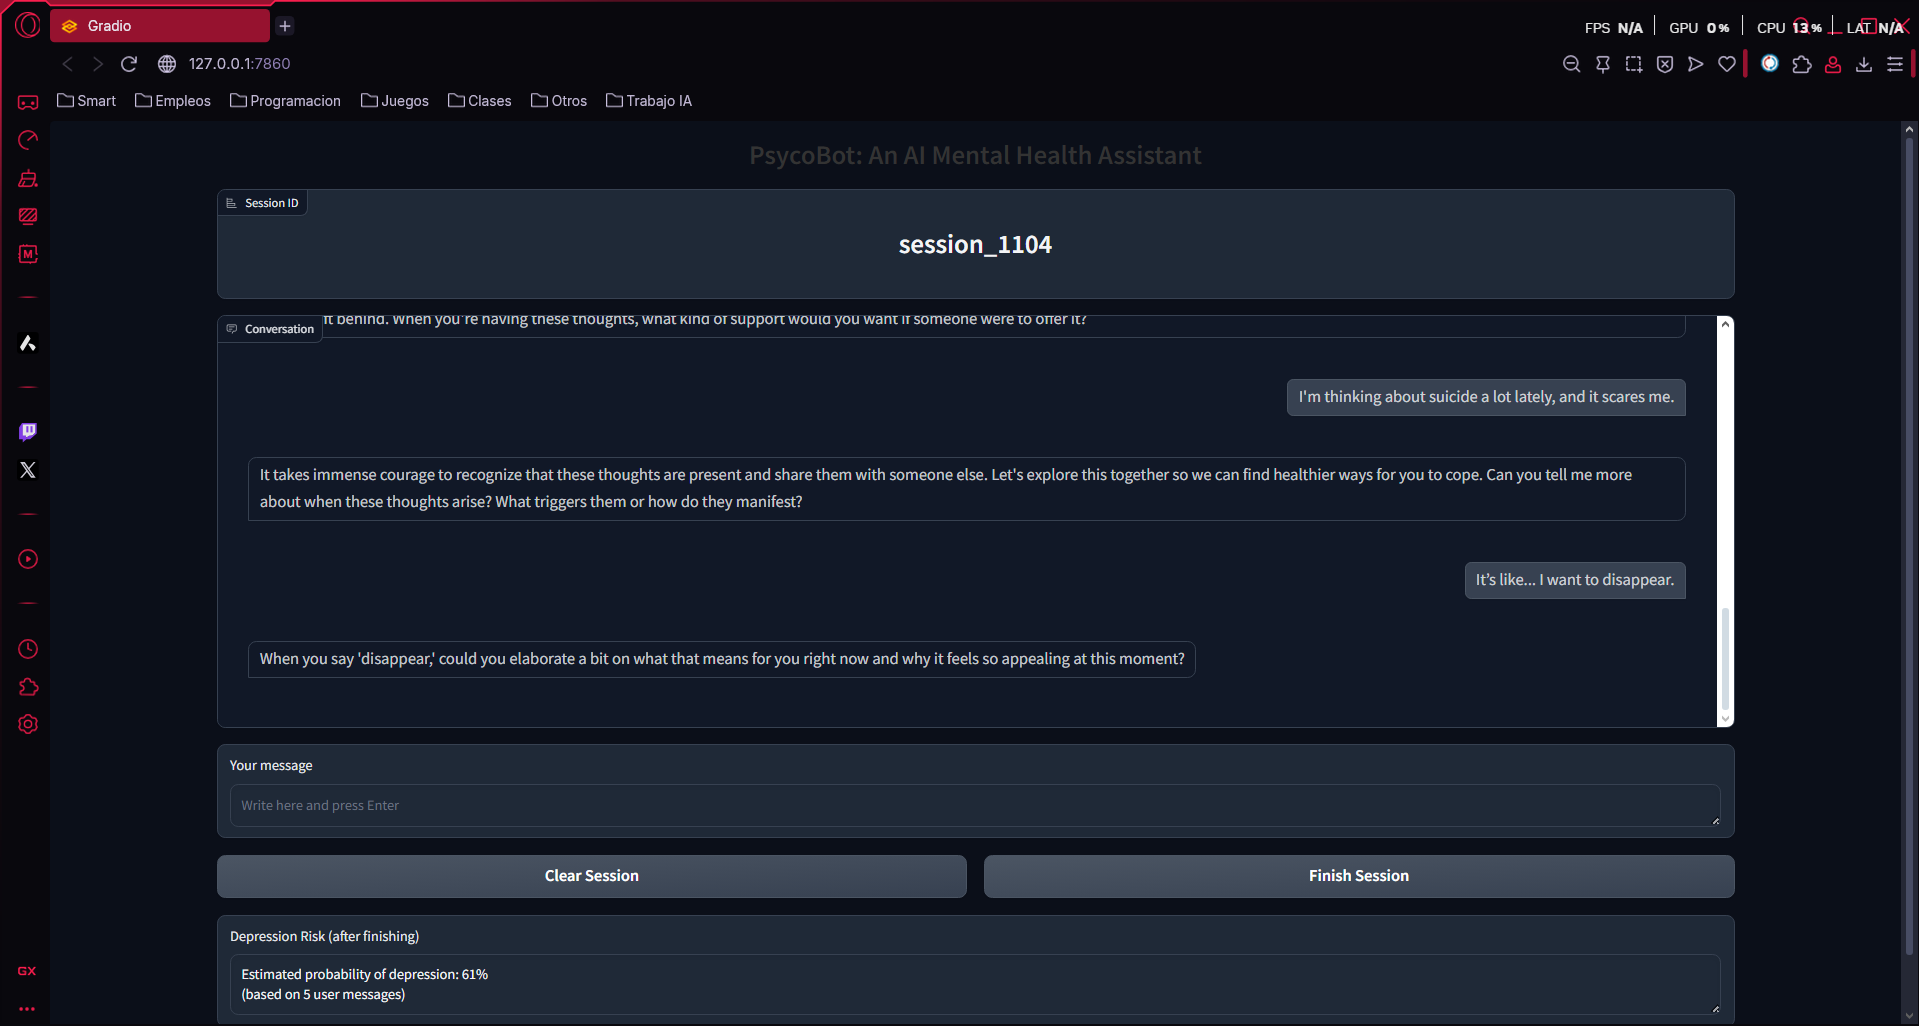 Gradio
FPS N/A GPU 0% CPU 13% LAT N/A
127.0.0.1:7860
Smart Empleos Programacion Juegos Clases Otros Trabajo IA
M
PsycoBot: An AI Mental Health Assistant
Session ID
session_1104
Conversation
ft behind. When you're having these thoughts, what kind of support would you want if someone were to offer it?
I'm thinking about suicide a lot lately, and it scares me.
It takes immense courage to recognize that these thoughts are present and share them with someone else. Let's explore this together so we can find healthier ways for you to cope. Can you tell me more
about when these thoughts arise? What triggers them or how do they manifest?
It’s like... I want to disappear.
When you say 'disappear,' could you elaborate a bit on what that means for you right now and why it feels so appealing at this moment?
Your message
Write here and press Enter
Clear Session
Finish Session
Depression Risk (after finishing)
Estimated probability of depression: 61%
(based on 5 user messages)
GX